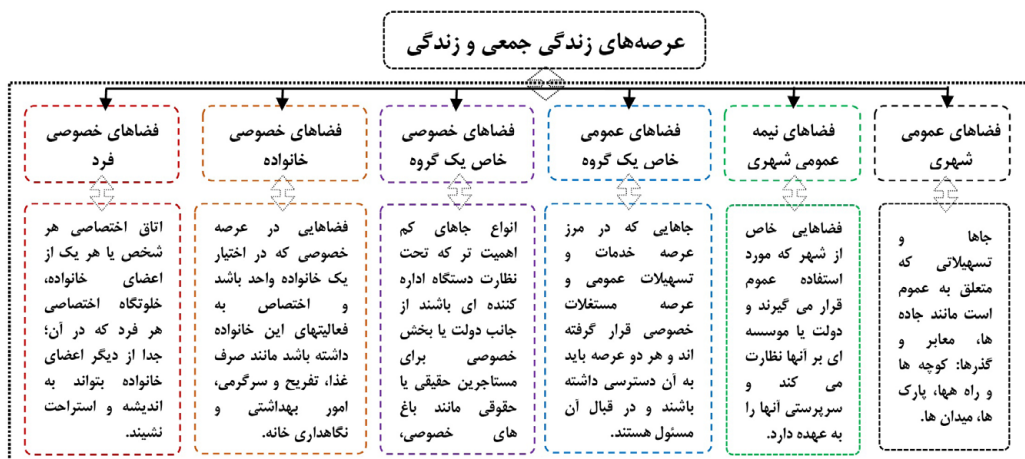 عرصه‌های زندگی جمعی و زندگی
فضاهای عمومی
شهری
فضاهای نیمه
عمومی شهری
فضاهای عمومی
خاص یک گروه
فضاهای خصوصی
خاص یک گروه
فضاهای خصوصی
خانواده
فضاهای خصوصی
فرد
جاها و
تسهیلاتی که
متعلق به عموم
است مانند جاده
ها، معابر و
گذرها: کوچه ها
و راه هها، پارک
ها، میدان ها.
فضاهایی خاص
از شهر که مورد
استفاده عموم
قرار می گیرند و
دولت یا موسسه
ای بر آنها نظارت
می کند و
سرپرستی آنها را
به عهده دارد.
جاهایی که در مرز
عرصه خدمات و
تسهیلات عمومی و
عرصه مستغلات
خصوصی قرار گرفته
اند و هر دو عرصه باید
به آن دسترسی داشته
باشند و در قبال آن
مسئول هستند.
انواع جاهای کم
اهمیت تر که تحت
نظارت دستگاه اداره
کننده ای باشند از
جانب دولت یا بخش
خصوصی برای
مستاجرین حقیقی یا
حقوقی مانند باغ
های خصوصی،
فضاهایی در عرصه
خصوصی که در اختیار
یک خانواده واحد باشد
و اختصاص به
فعالیتهای این خانواده
داشته باشد مانند صرف
غذا، تفریح و سرگرمی،
امور بهداشتی و
نگاهداری خانه.
اتاق اختصاصی هر
شخص یا هر یک از
اعضای خانواده،
خلوتگاه اختصاصی
هر فرد که در آن؛
جدا از دیگر اعضای
خانواده بتواند به
اندیشه و استراحت
نشیند.